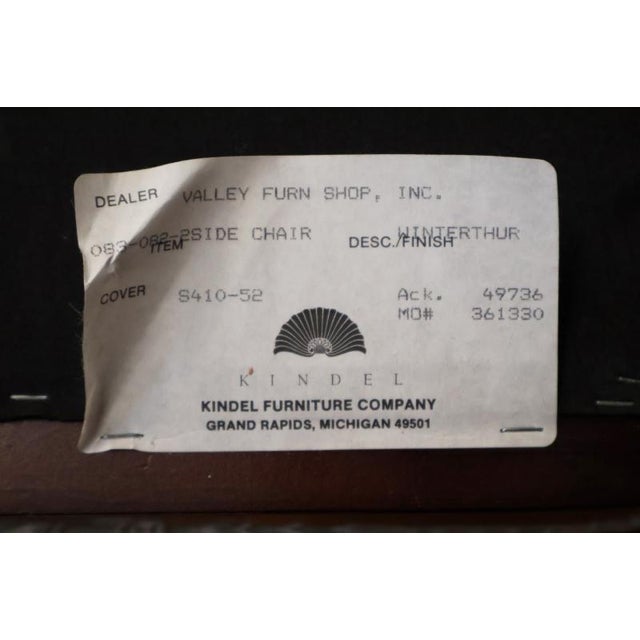 DEALER VALLEY FURN SHOP, INC.
083-082-2SIDE CHAIR WINTERTHUR
ITEM DESC./FINISH
COVER S410-52 Ack. 49736
MO# 361330
KINDEL
KINDEL FURNITURE COMPANY
GRAND RAPIDS, MICHIGAN 49501